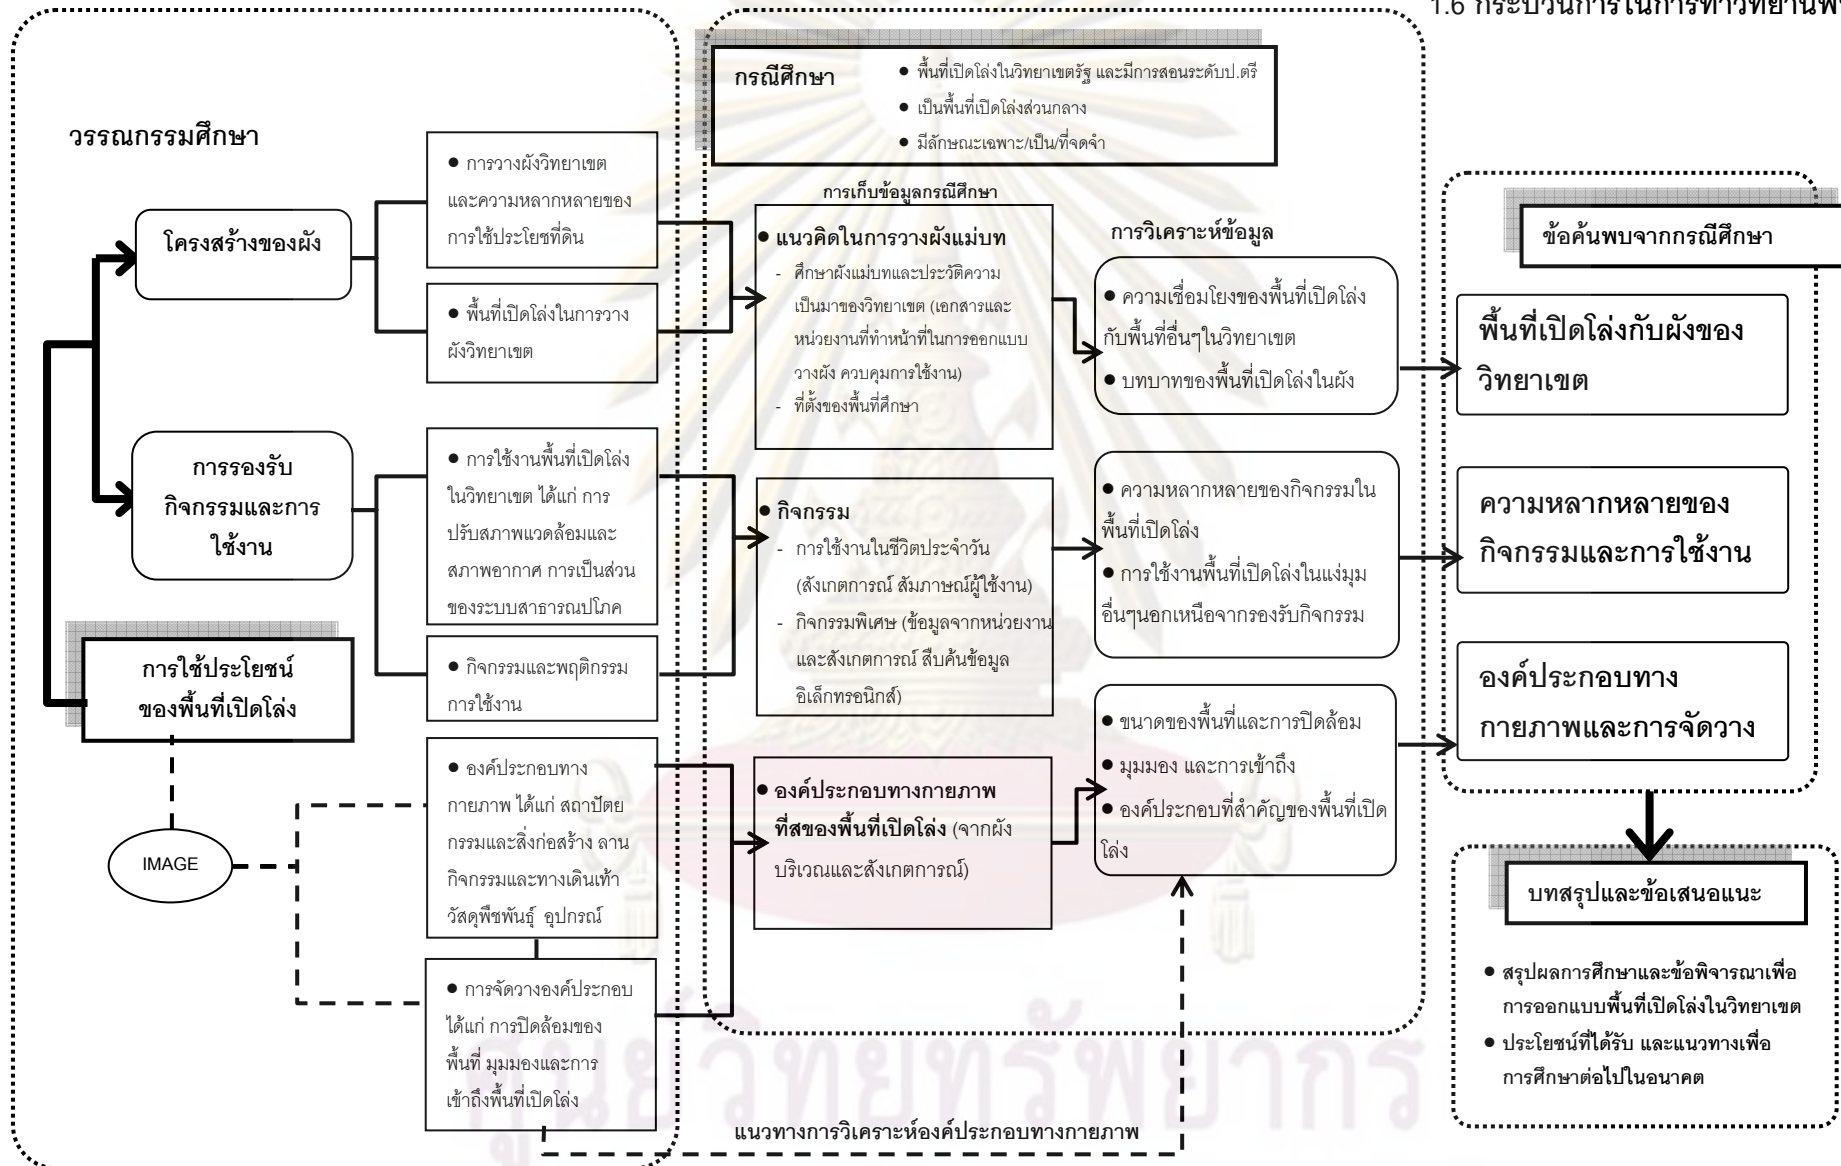 1.6 กระบวนการในการทำวิทยานิพ
วรรณกรรมศึกษา
โครงสร้างของผัง
การรองรับ
กิจกรรมและการ
ใช้งาน
การใช้ประโยชน์
ของพื้นที่เปิดโล่ง
IMAGE
● การวางผังวิทยาเขต
และความหลากหลายของ
การใช้ประโยชที่ดิน
● พื้นที่เปิดโล่งในการวาง
ผังวิทยาเขต
● การใช้งานพื้นที่เปิดโล่ง
ในวิทยาเขต ได้แก่ การ
ปรับสภาพแวดล้อมและ
สภาพอากาศ การเป็นส่วน
ของระบบสาธารณปโภค
● กิจกรรมและพฤติกรรม
การใช้งาน
● องค์ประกอบทาง
กายภาพ ได้แก่ สถาปัตย
กรรมและสิ่งก่อสร้าง ลาน
กิจกรรมและทางเดินเท้า
วัสดุพืชพันธุ์ อุปกรณ์
● การจัดวางองค์ประกอบ
ได้แก่ การปิดล้อมของ
พื้นที่ มุมมองและการ
เข้าถึงพื้นที่เปิดโล่ง
กรณีศึกษา
● พื้นที่เปิดโล่งในวิทยาเขตรัฐ และมีการสอนระดับป.ตรี
● เป็นพื้นที่เปิดโล่งส่วนกลาง
● มีลักษณะเฉพาะ/เป็น/ที่จดจำ
การเก็บข้อมูลกรณีศึกษา
● แนวคิดในการวางผังแม่บท
- ศึกษาผังแม่บทและประวัติความ
เป็นมาของวิทยาเขต (เอกสารและ
หน่วยงานที่ทำหน้าที่ในการออกแบบ
วางผัง ควบคุมการใช้งาน)
- ที่ตั้งของพื้นที่ศึกษา
● กิจกรรม
- การใช้งานในชีวิตประจำวัน
(สังเกตการณ์ สัมภาษณ์ผู้ใช้งาน)
- กิจกรรมพิเศษ (ข้อมูลจากหน่วยงาน
และสังเกตการณ์ สืบค้นข้อมูล
อิเล็กทรอนิกส์)
● องค์ประกอบทางกายภาพ
ที่สของพื้นที่เปิดโล่ง (จากผัง
บริเวณและสังเกตการณ์)
การวิเคราะห์ข้อมูล
● ความเชื่อมโยงของพื้นที่เปิดโล่ง
กับพื้นที่อื่นๆในวิทยาเขต
● บทบาทของพื้นที่เปิดโล่งในผัง
● ความหลากหลายของกิจกรรมใน
พื้นที่เปิดโล่ง
● การใช้งานพื้นที่เปิดโล่งในแง่มุม
อื่นๆนอกเหนือจากรองรับกิจกรรม
● ขนาดของพื้นที่และการปิดล้อม
● มุมมอง และการเข้าถึง
● องค์ประกอบที่สำคัญของพื้นที่เปิด
โล่ง
แนวทางการวิเคราะห์องค์ประกอบทางกายภาพ
ข้อค้นพบจากกรณีศึกษา
พื้นที่เปิดโล่งกับผังของ
วิทยาเขต
ความหลากหลายของ
กิจกรรมและการใช้งาน
องค์ประกอบทาง
กายภาพและการจัดวาง
บทสรุปและข้อเสนอแนะ
● สรุปผลการศึกษาและข้อพิจารณาเพื่อ
การออกแบบพื้นที่เปิดโล่งในวิทยาเขต
● ประโยชน์ที่ได้รับ และแนวทางเพื่อ
การศึกษาต่อไปในอนาคต
ศูนย์วิทยทรัพยากร